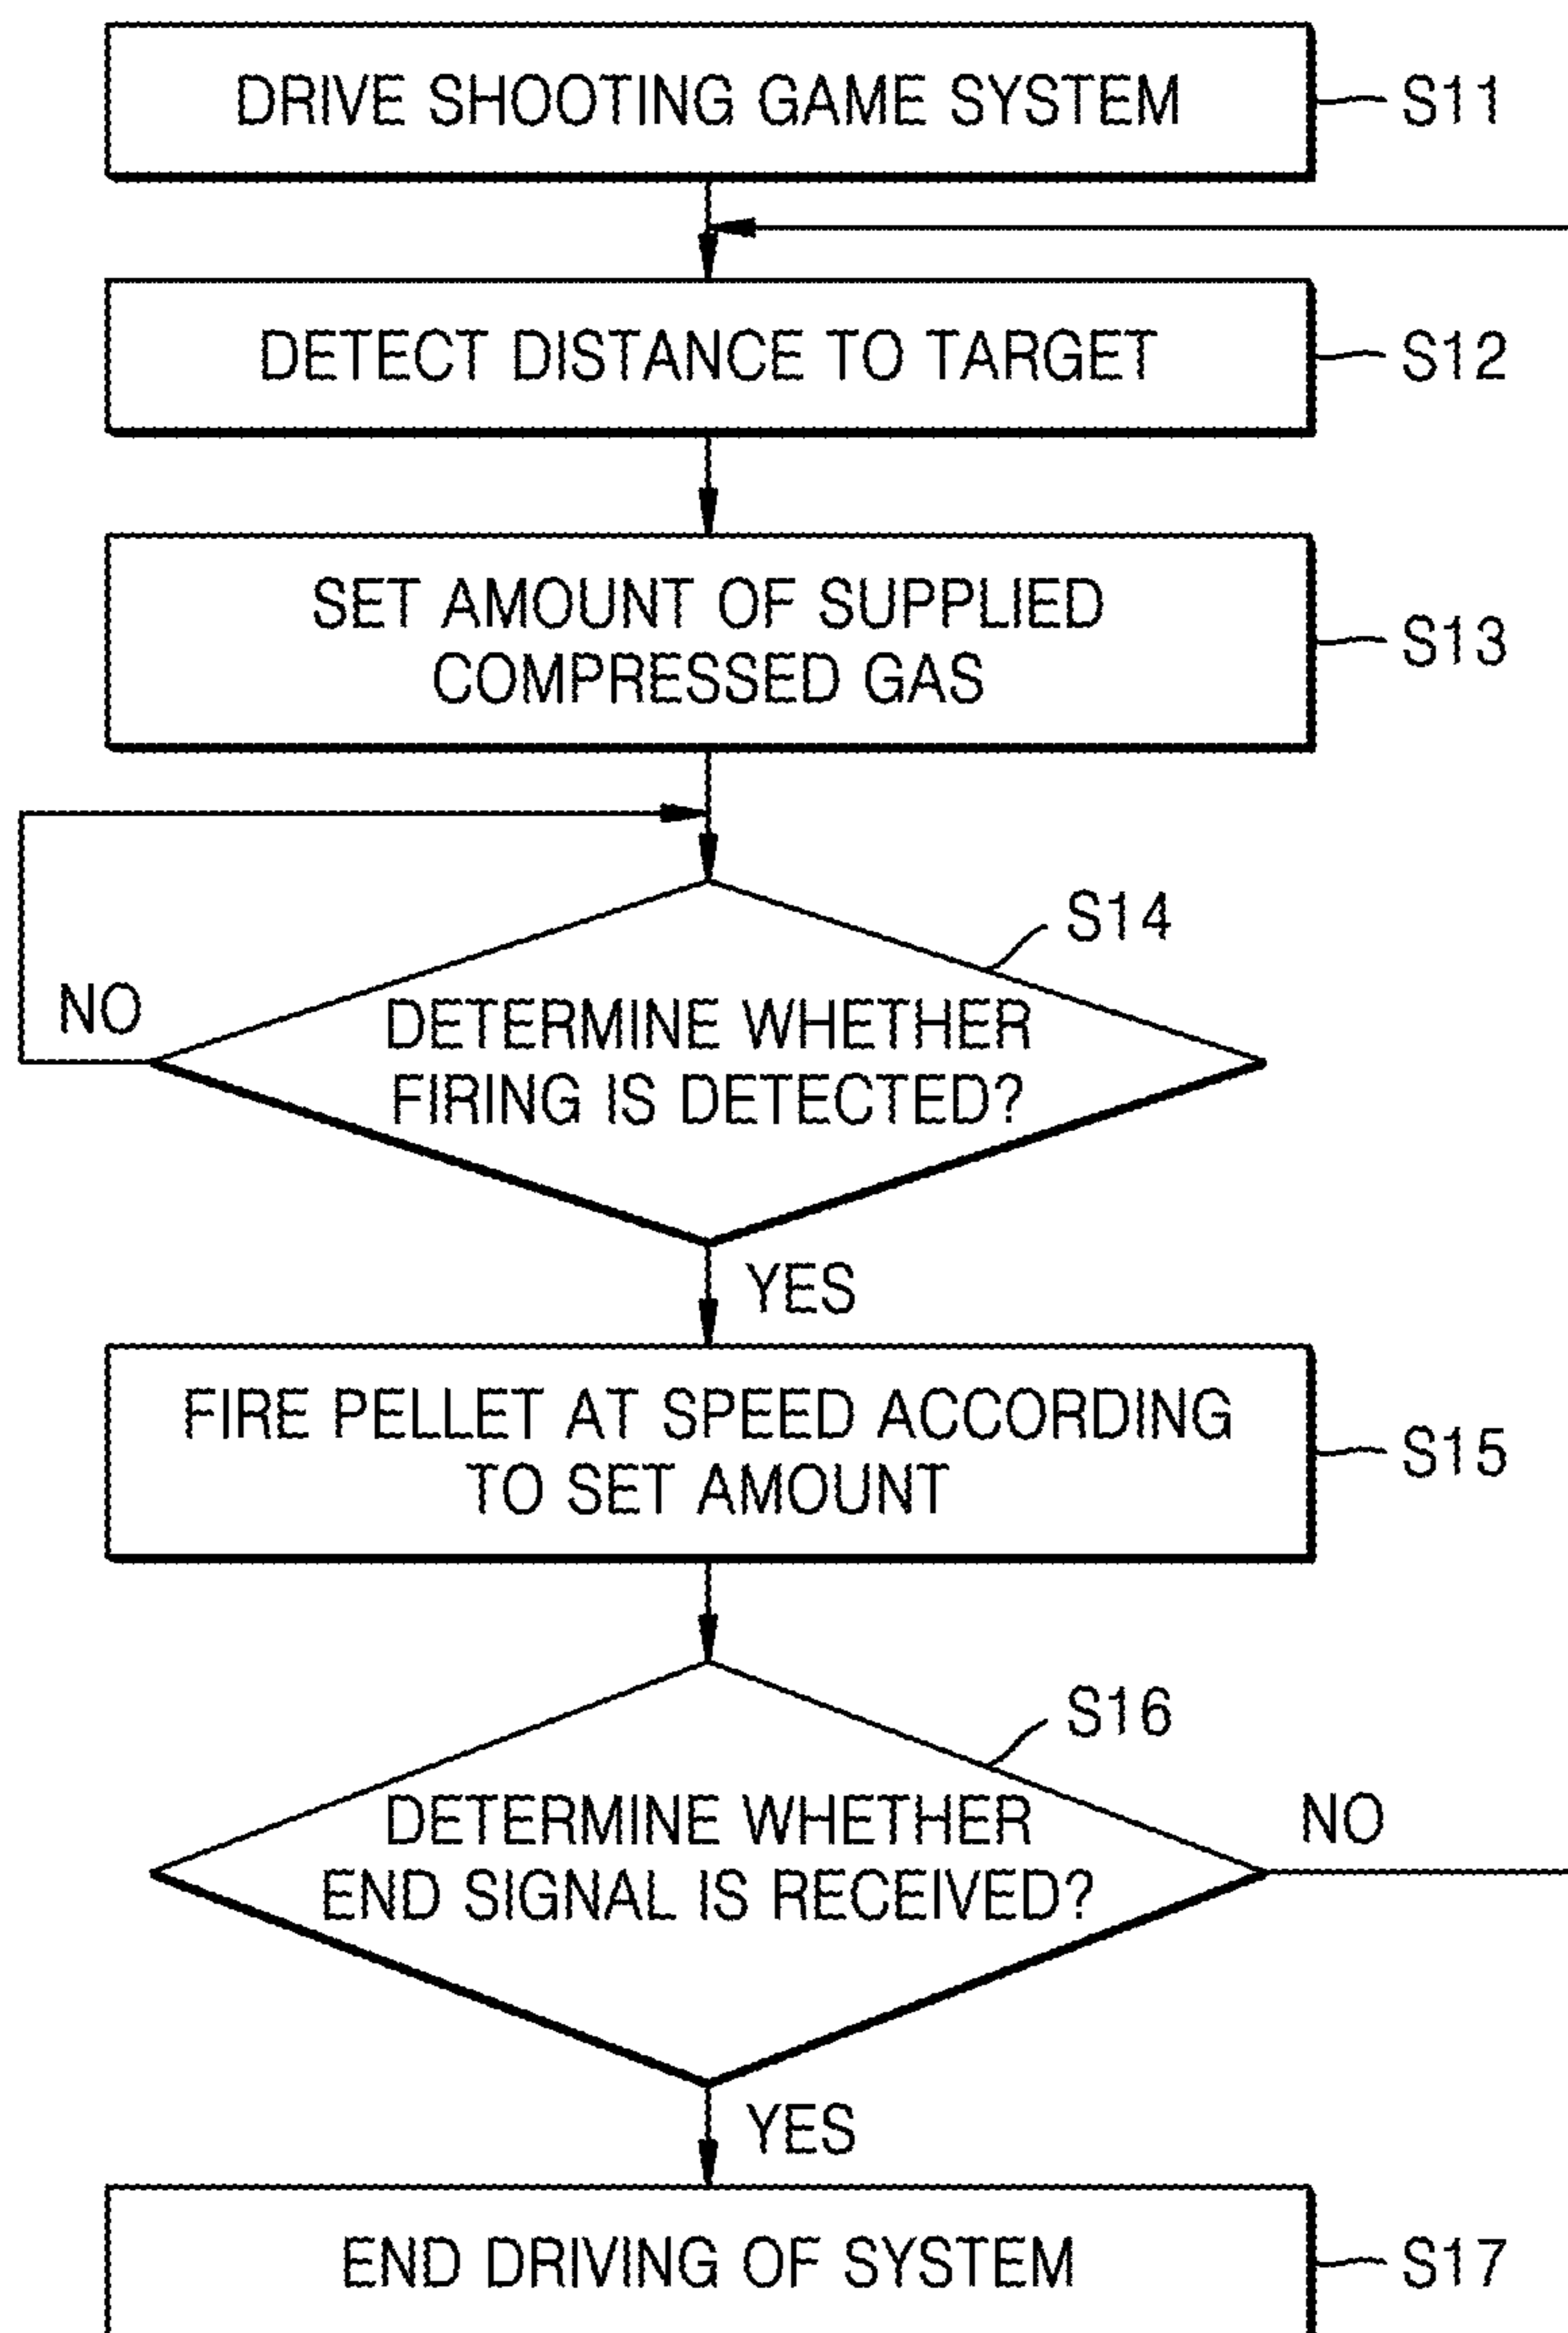 DRIVE SHOOTING GAME SYSTEM
S11
DETECT DISTANCE TO TARGET
S12
SET AMOUNT OF SUPPLIED
COMPRESSED GAS
S13
S14
NO
DETERMINE WHETHER
FIRING IS DETECTED?
YES
FIRE PELLET AT SPEED ACCORDING
TO SET AMOUNT
S15
S16
DETERMINE WHETHER
END SIGNAL IS RECEIVED?
NO
YES
END DRIVING OF SYSTEM
S17